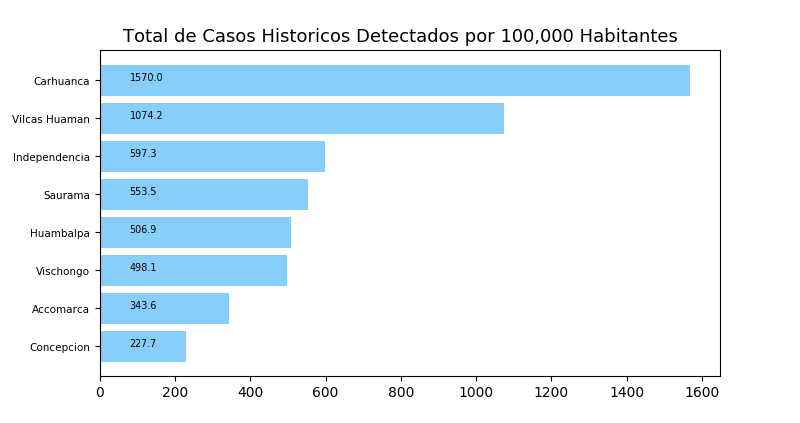 Total de Casos Historicos Detectados por 100,000 Habitantes
Carhuanca 1570.0
Vilcas Huaman 1074.2
Independencia 597.3
Saurama 553.5
Huambalpa 506.9
Vischongo 498.1
Accomarca 343.6
Concepcion 227.7
0 200 400 600 800 1000 1200 1400 1600